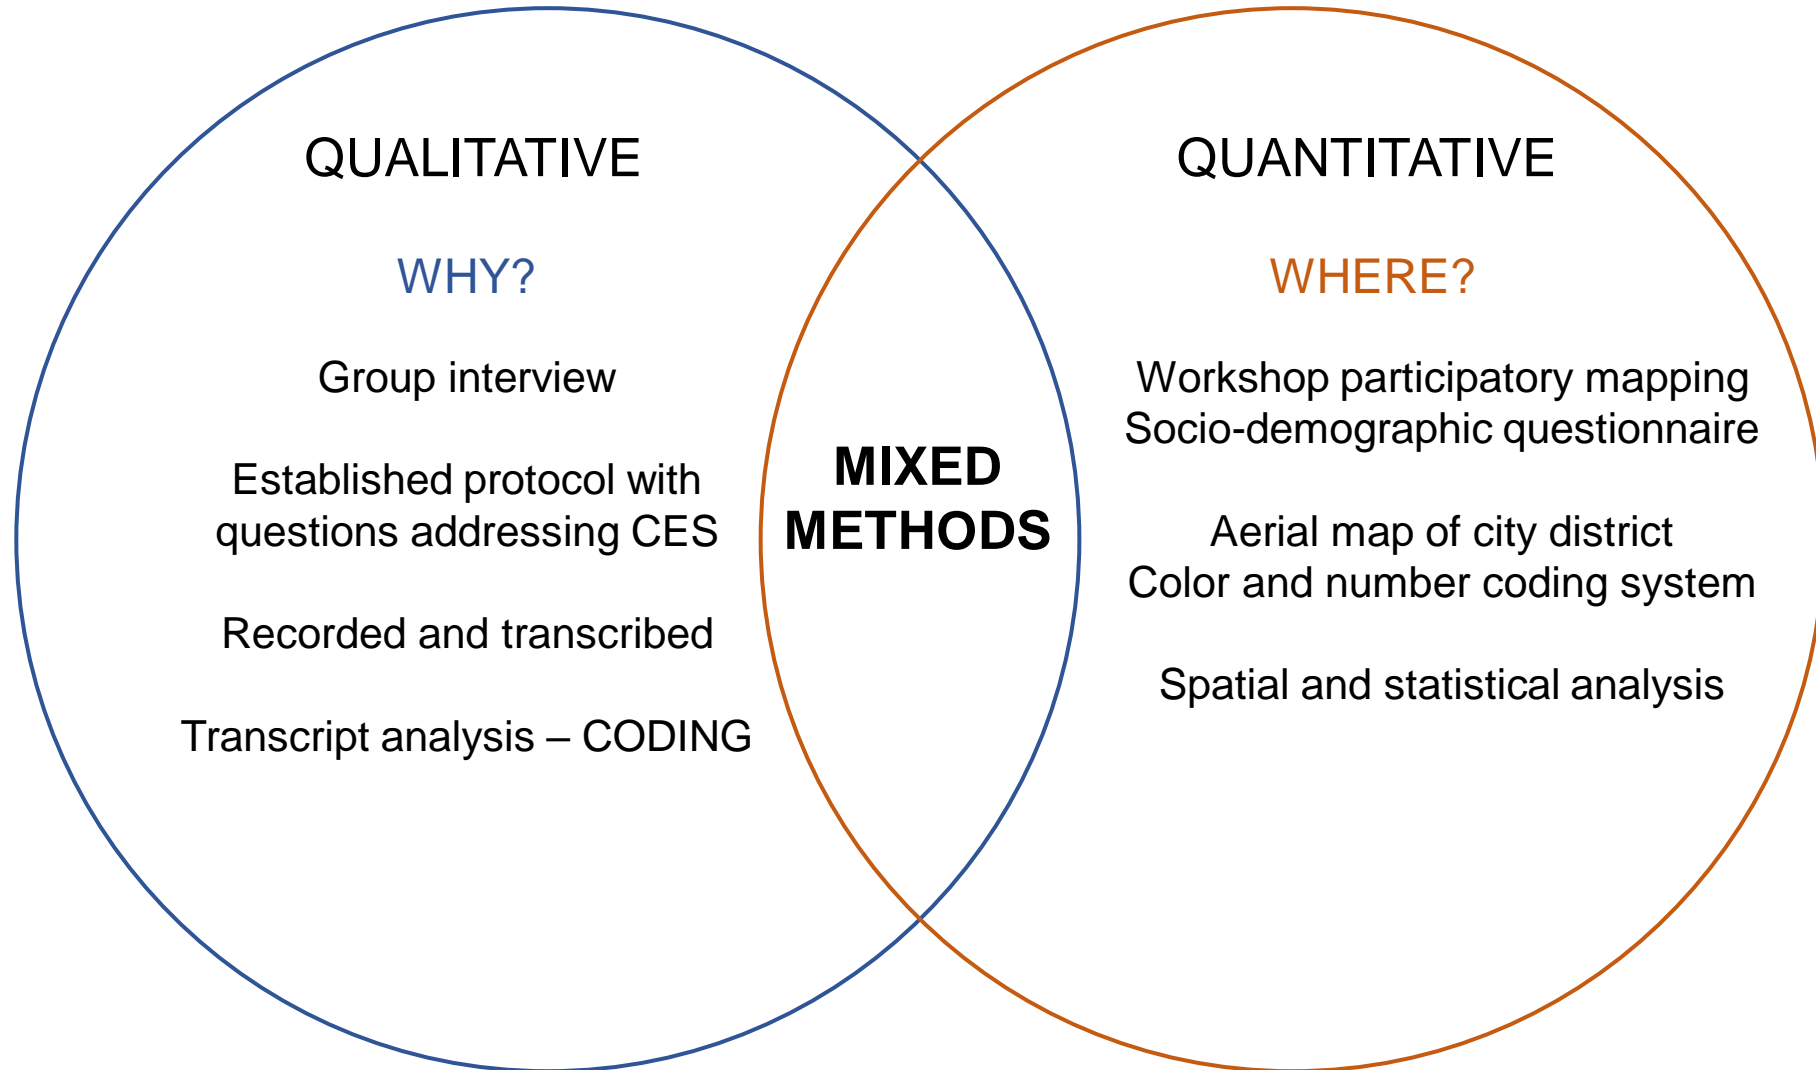 QUALITATIVE
WHY?
Group interview
Established protocol with
questions addressing CES
Recorded and transcribed
Transcript analysis – CODING
MIXED
METHODS
QUANTITATIVE
WHERE?
Workshop participatory mapping
Socio-demographic questionnaire
Aerial map of city district
Color and number coding system
Spatial and statistical analysis